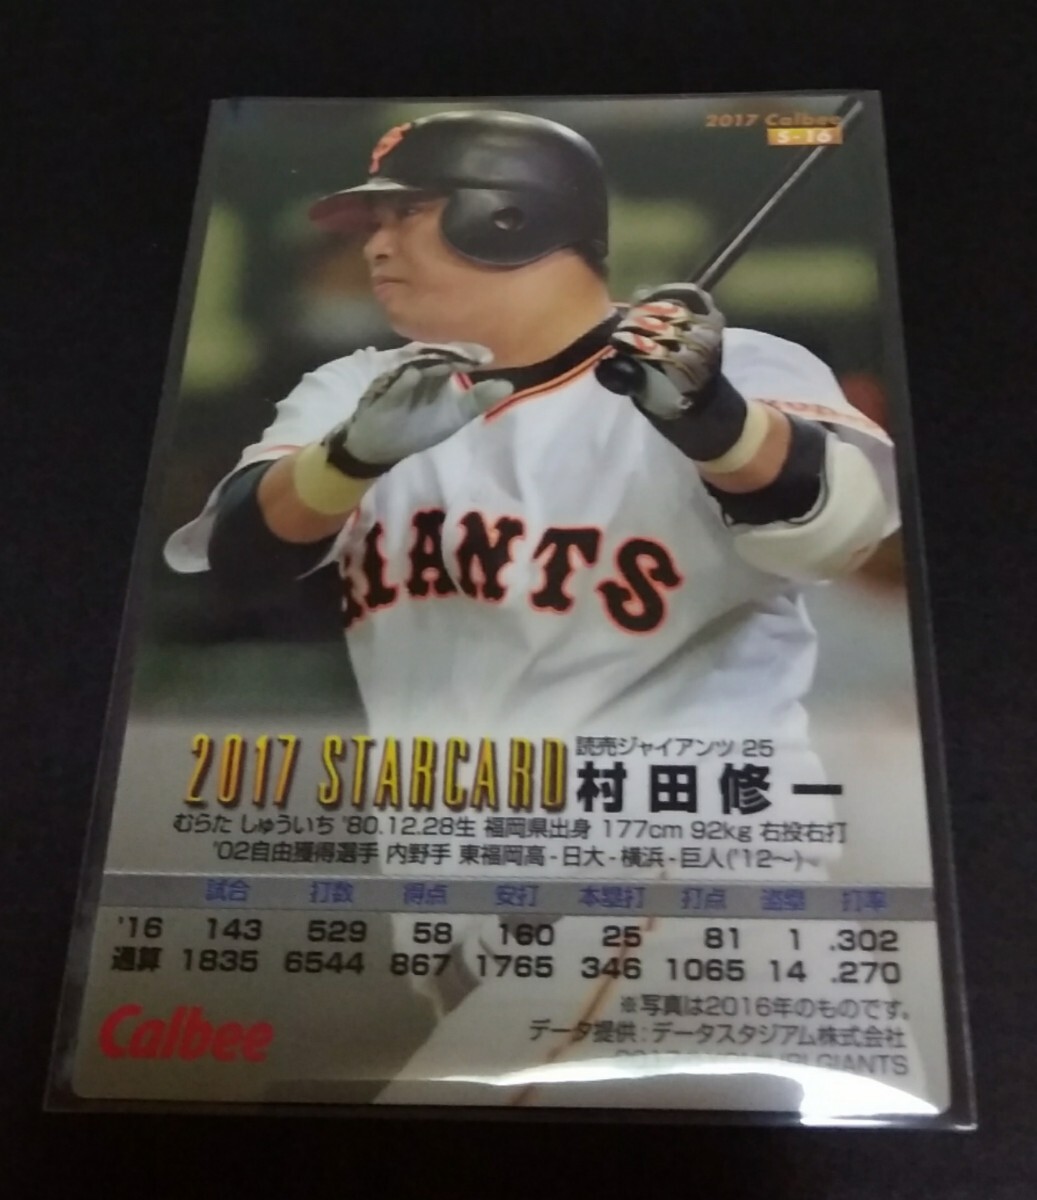 2017 Calbee
S-16
GIANTS
2017 STARCARD
読売ジャイアンツ 25
村田修一
むらた しゅういち '80.12.28生 福岡県出身 177cm 92kg 右投右打
'02自由獲得選手 内野手 東福岡高-日大-横浜-巨人('12〜)
試合 打数 得点 安打 本塁打 打点 盗塁 打率
'16 143 529 58 160 25 81 1 .302
通算 1835 6544 867 1765 346 1065 14 .270
※写真は2016年のものです。
データ提供:データスタジアム株式会社
GIANTS
Calbee